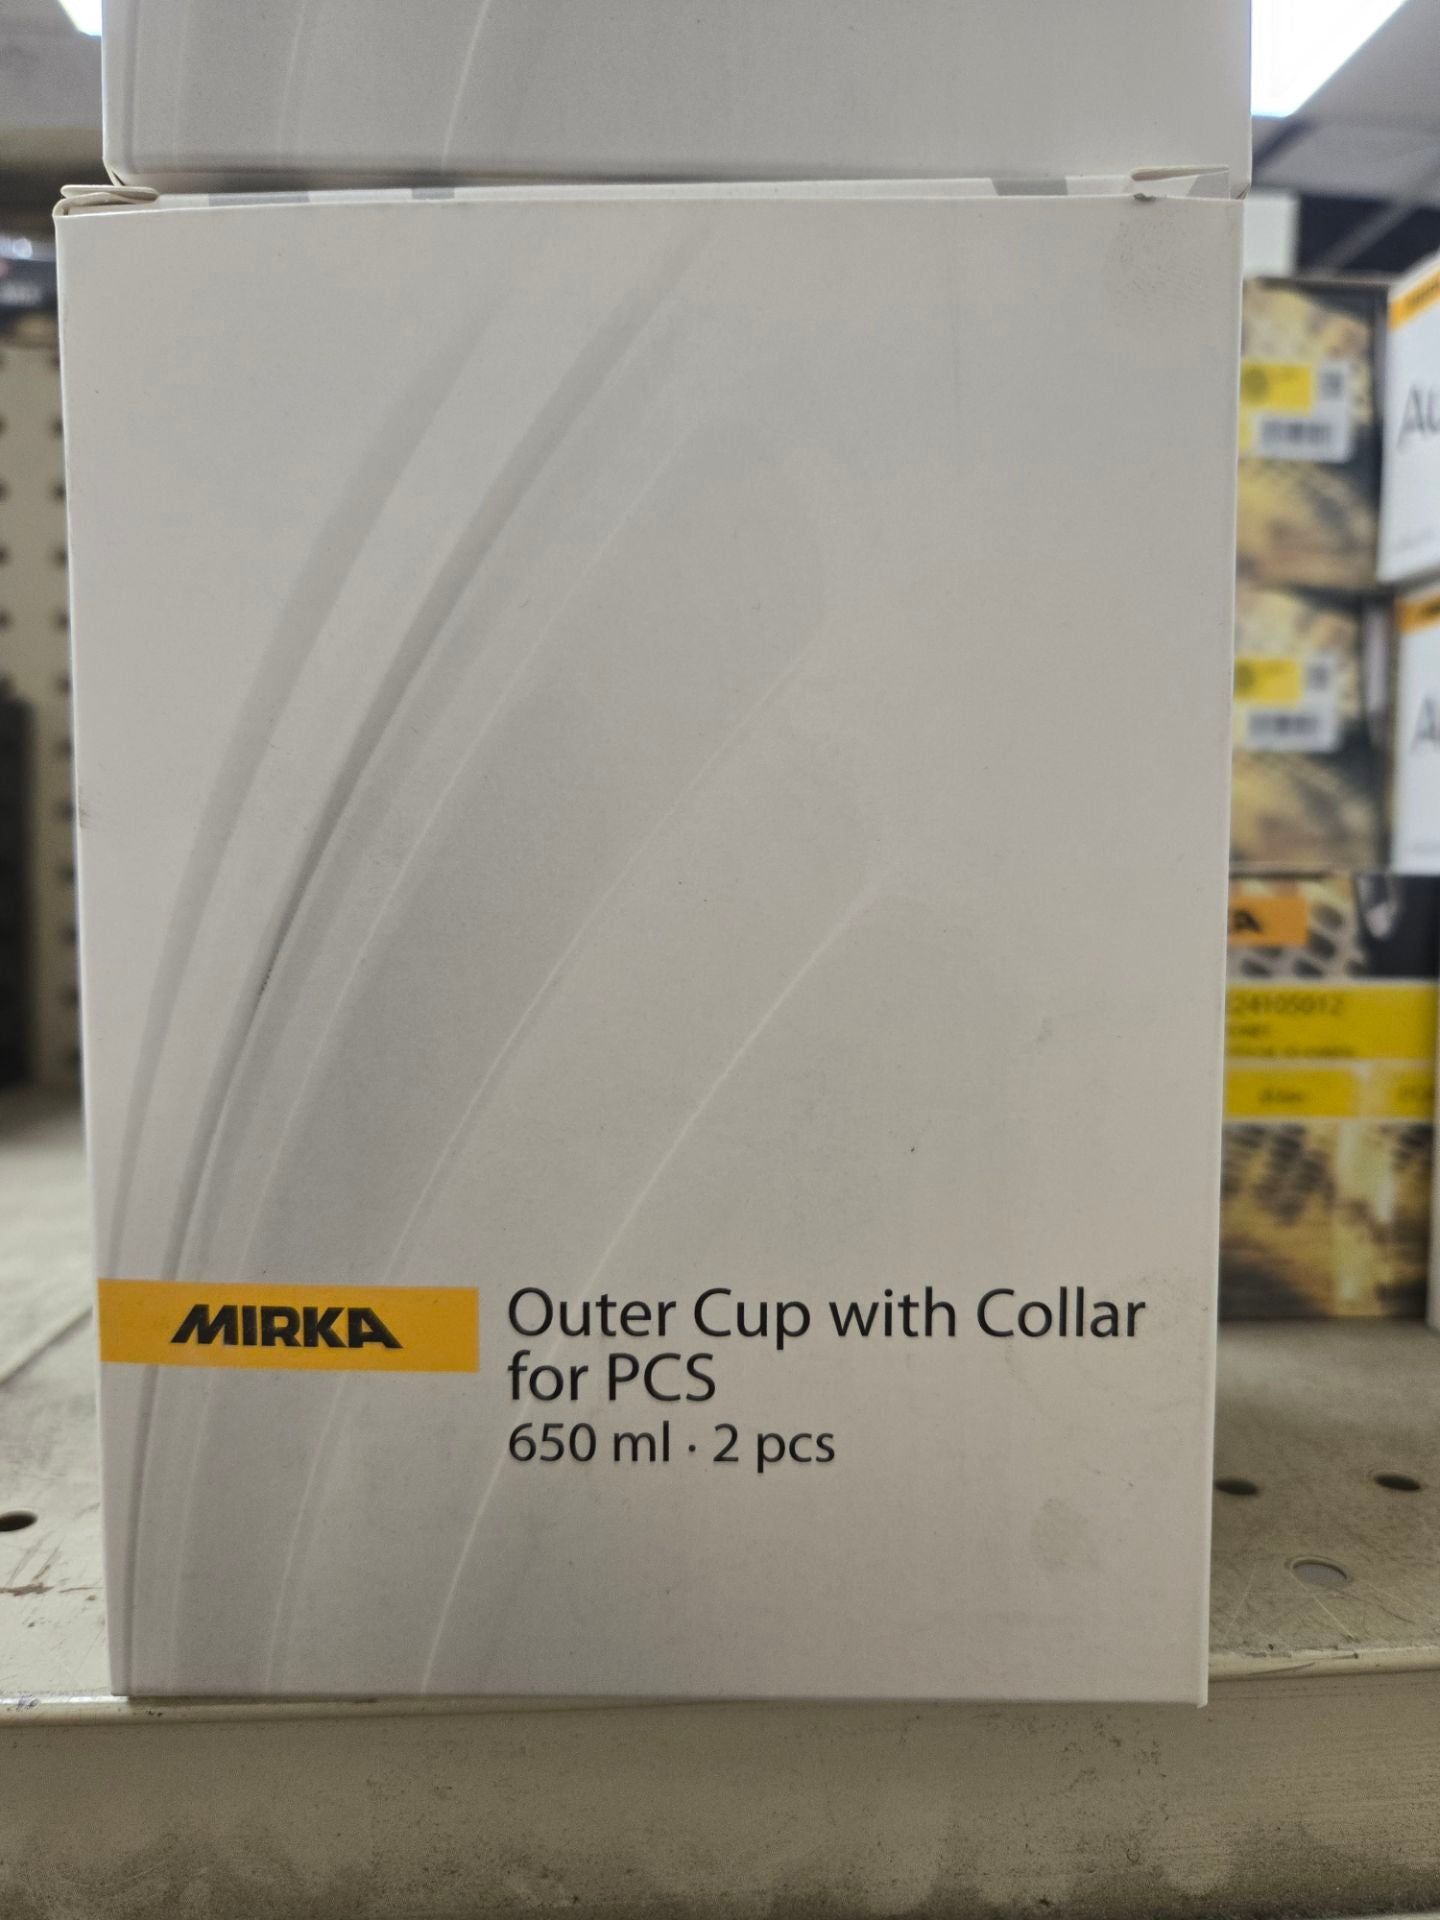 MIRKA
Outer Cup with Collar
for PCS
650 ml · 2 pcs